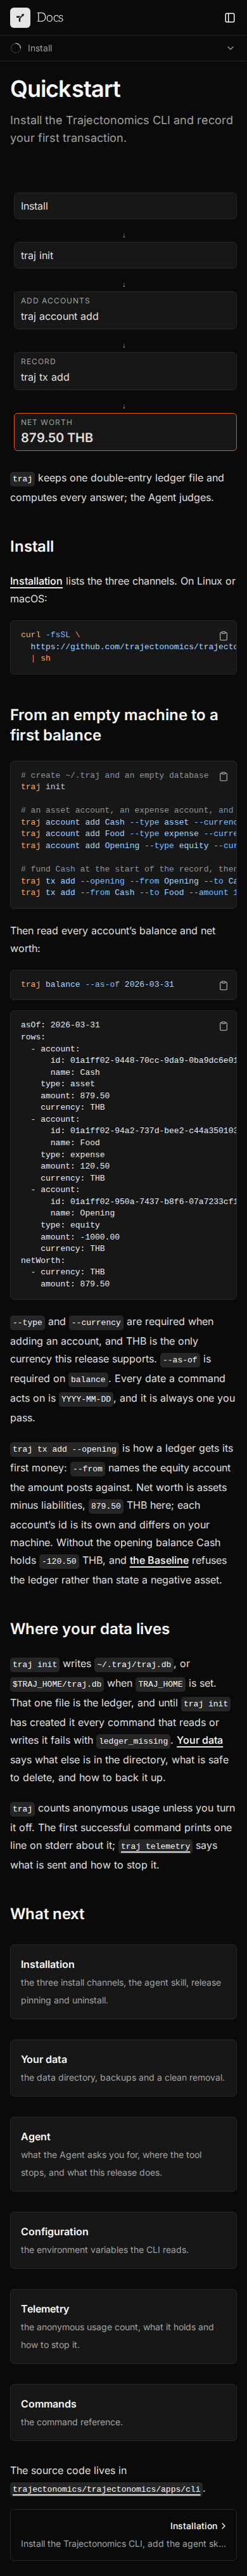 Docs
Install
Quickstart
Install the Trajectonomics CLI and record
your first transaction.
Install
↓
traj init
↓
ADD ACCOUNTS
traj account add
↓
RECORD
traj tx add
↓
NET WORTH
879.50 THB
traj keeps one double-entry ledger file and
computes every answer; the Agent judges.
Install
Installation lists the three channels. On Linux or
macOS:
curl -fsSL \
https://github.com/trajectonomics/trajecto
| sh
From an empty machine to a
first balance
# create ~/.traj and an empty database
traj init
# an asset account, an expense account, and
traj account add Cash --type asset --currenc
traj account add Food --type expense --curre
traj account add Opening --type equity --cur
# fund Cash at the start of the record, then
traj tx add --opening --from Opening --to Ca
traj tx add --from Cash --to Food --amount 1
Then read every account's balance and net
worth:
traj balance --as-of 2026-03-31
asOf: 2026-03-31
rows:
- account:
id: 01a1ff02-9448-70cc-9da9-0ba9dc6e01
name: Cash
type: asset
amount: 879.50
currency: THB
- account:
id: 01a1ff02-94a2-737d-bee2-c44a350103
name: Food
type: expense
amount: 120.50
currency: THB
- account:
id: 01a1ff02-950a-7437-b8f6-07a7233cf1
name: Opening
type: equity
amount: -1000.00
currency: THB
netWorth:
- currency: THB
amount: 879.50
--type and --currency are required when
adding an account, and THB is the only
currency this release supports. --as-of is
required on balance. Every date a command
acts on is YYYY-MM-DD, and it is always one you
pass.
traj tx add --opening is how a ledger gets its
first money: --from names the equity account
the amount posts against. Net worth is assets
minus liabilities, 879.50 THB here; each
account's id is its own and differs on your
machine. Without the opening balance Cash
holds -120.50 THB, and the Baseline refuses
the ledger rather than state a negative asset.
Where your data lives
traj init writes ~/.traj/traj.db, or
$TRAJ_HOME/traj.db when TRAJ_HOME is set.
That one file is the ledger, and until traj init
has created it every command that reads or
writes it fails with ledger_missing. Your data
says what else is in the directory, what is safe
to delete, and how to back it up.
traj counts anonymous usage unless you turn
it off. The first successful command prints one
line on stderr about it; traj telemetry says
what is sent and how to stop it.
What next
Installation
the three install channels, the agent skill, release
pinning and uninstall.
Your data
the data directory, backups and a clean removal.
Agent
what the Agent asks you for, where the tool
stops, and what this release does.
Configuration
the environment variables the CLI reads.
Telemetry
the anonymous usage count, what it holds and
how to stop it.
Commands
the command reference.
The source code lives in
trajectonomics/trajectonomics/apps/cli.
Installation
Install the Trajectonomics CLI, add the agent sk...